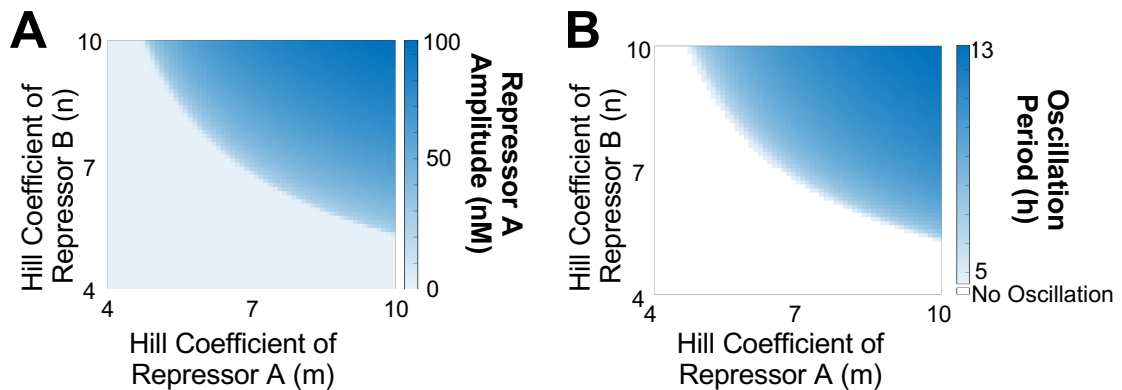 A
10
7
4
4
7
10
Hill Coefficient of
Repressor B (n)
Hill Coefficient of
Repressor A (m)
100
50
0
Repressor A
Amplitude (nM)
B
10
7
4
4
7
10
Hill Coefficient of
Repressor B (n)
Hill Coefficient of
Repressor A (m)
13
5
No Oscillation
Oscillation
Period (h)